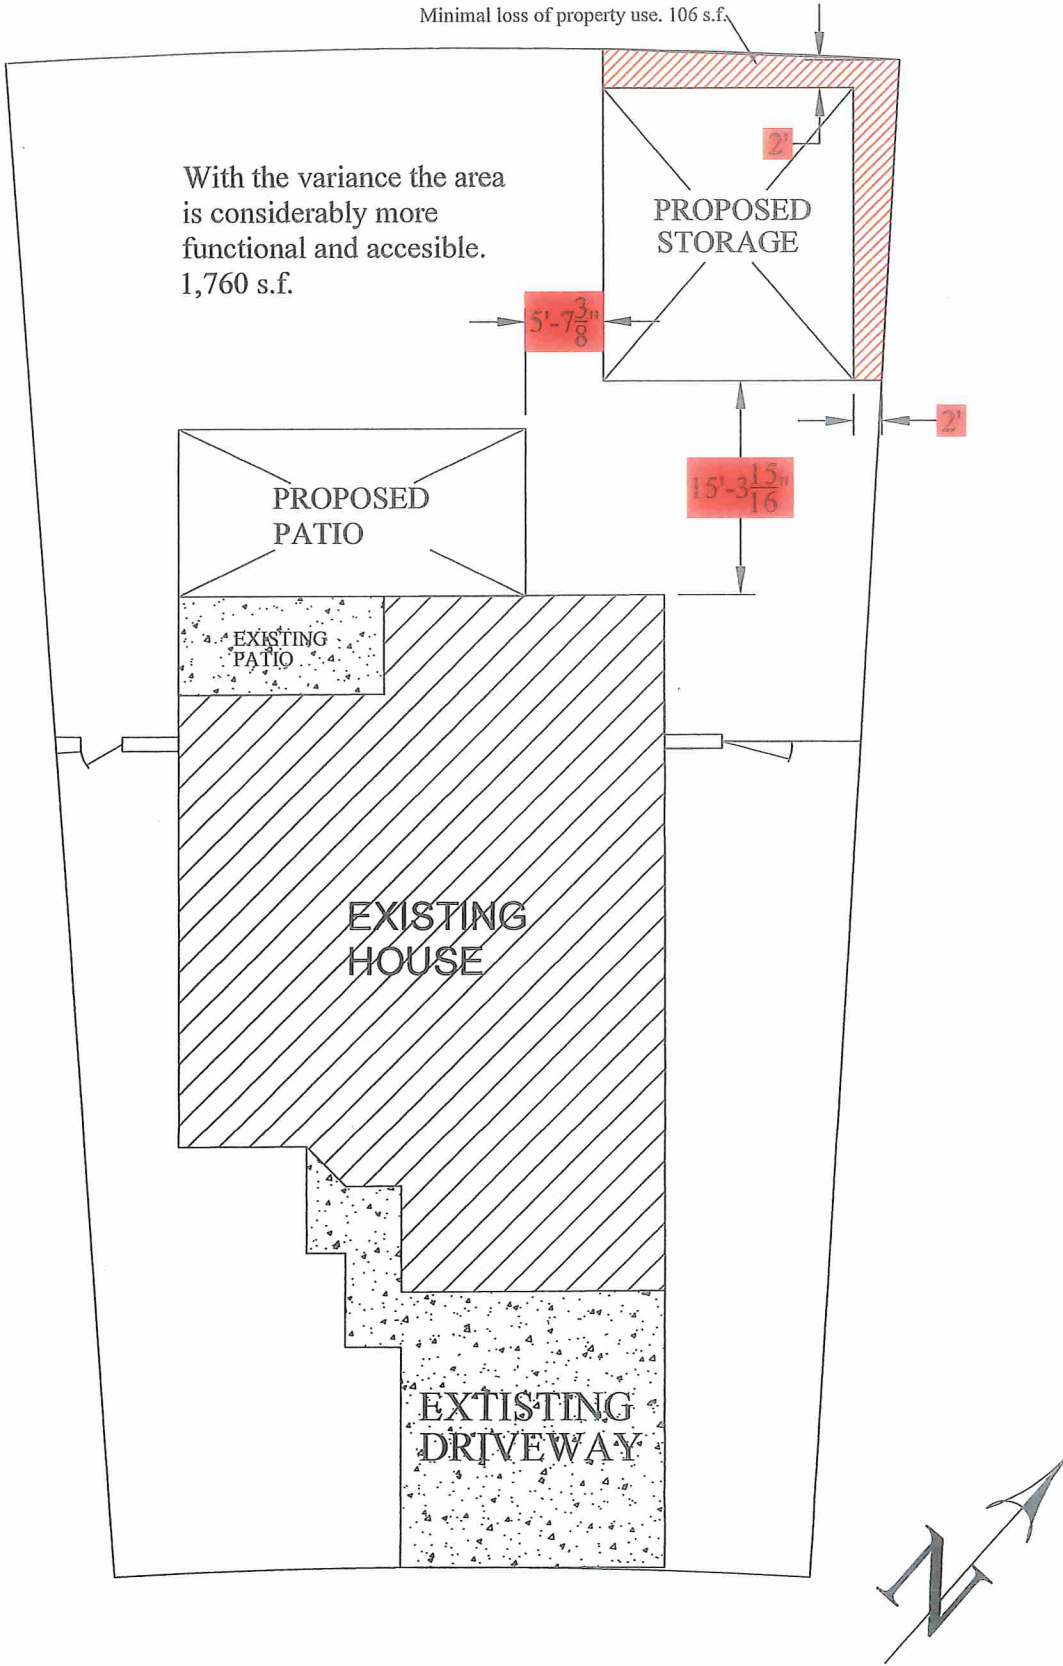 Minimal loss of property use. 106 s.f.
2'
With the variance the area
is considerably more
functional and accesible.
1,760 s.f.
PROPOSED
STORAGE
5'-7 3/8"
2'
15'-3 15/16"
PROPOSED
PATIO
EXISTING
PATIO
EXISTING
HOUSE
EXTISTING
DRIVEWAY
N